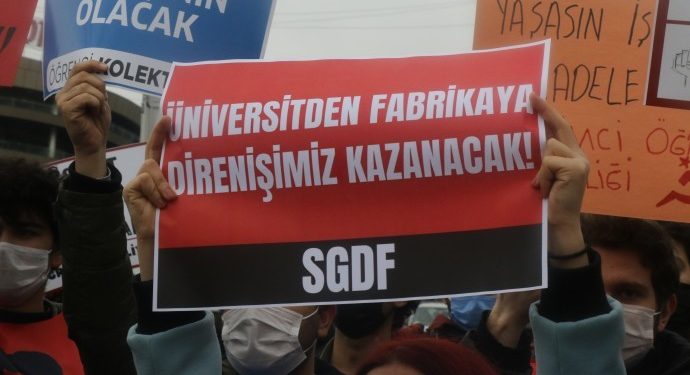 OLACAK
ÖĞRENCİ KOLEKT
ÜNİVERSİTDEN FABRİKAYA
DİRENİŞİMİZ KAZANACAK!
SGDF
YAŞASIN İŞ
ADELE